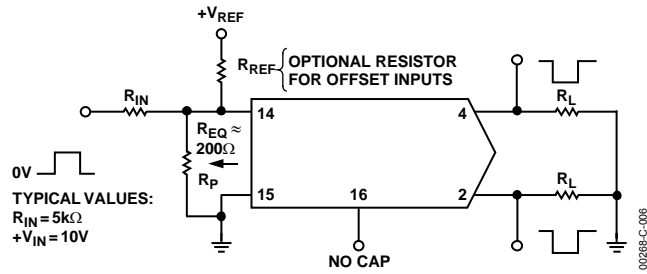 +VREF
RREF
OPTIONAL RESISTOR
FOR OFFSET INPUTS
RIN
14
4
RL
REQ ≈
200Ω
0V
RP
TYPICAL VALUES:
RIN = 5kΩ
+VIN = 10V
15
16
2
RL
NO CAP
00268-C-006